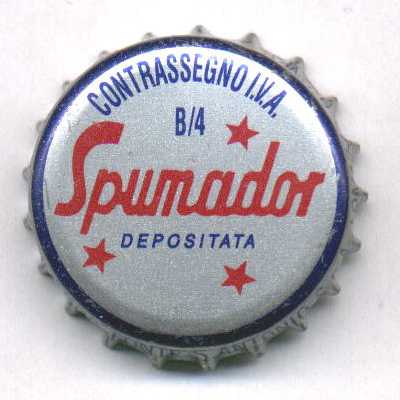 CONTRASSEGNO I.V.A.
B/4
Spumador
DEPOSITATA